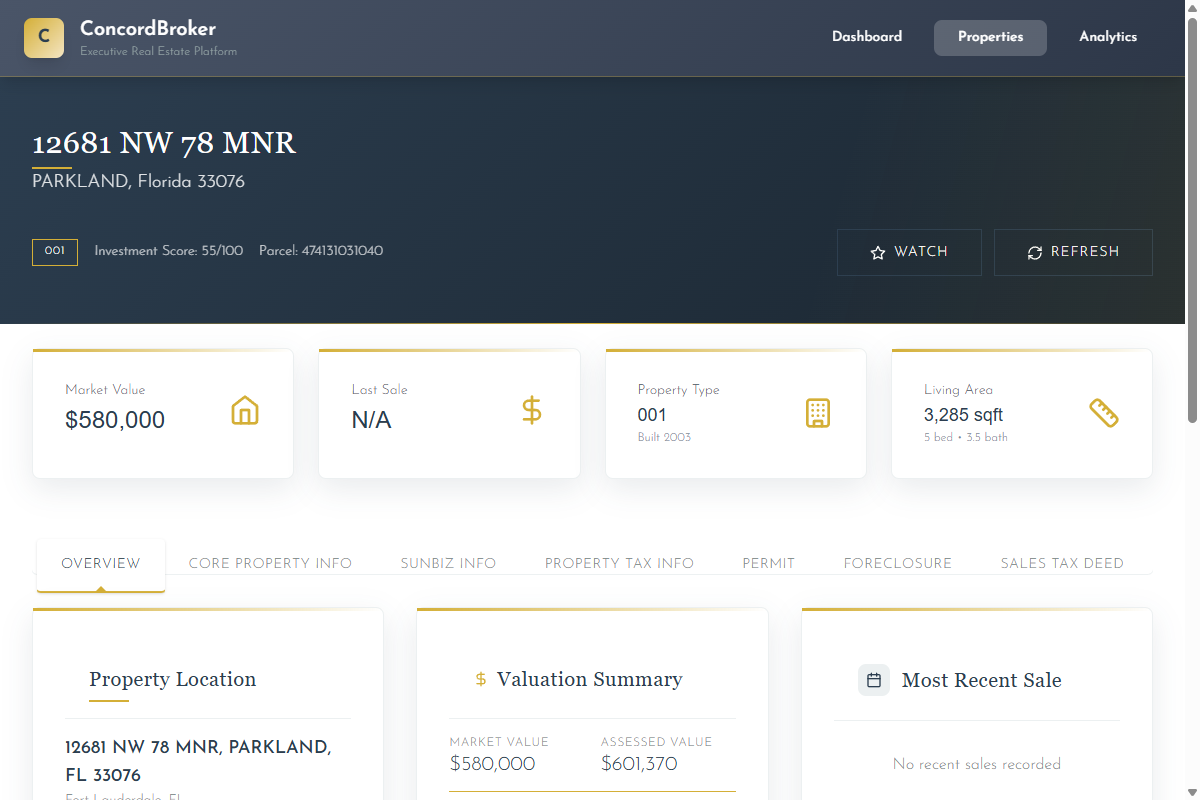 C
ConcordBroker
Executive Real Estate Platform
Dashboard
Properties
Analytics
12681 NW 78 MNR
PARKLAND, Florida 33076
001
Investment Score: 55/100
Parcel: 474131031040
WATCH
REFRESH
Market Value
$580,000
Last Sale
N/A
Property Type
001
Built 2003
Living Area
3,285 sqft
5 bed • 3.5 bath
OVERVIEW
CORE PROPERTY INFO
SUNBIZ INFO
PROPERTY TAX INFO
PERMIT
FORECLOSURE
SALES TAX DEED
Property Location
12681 NW 78 MNR, PARKLAND,
FL 33076
Fort Lauderdale, FL
$ Valuation Summary
MARKET VALUE
$580,000
ASSESSED VALUE
$601,370
Most Recent Sale
No recent sales recorded